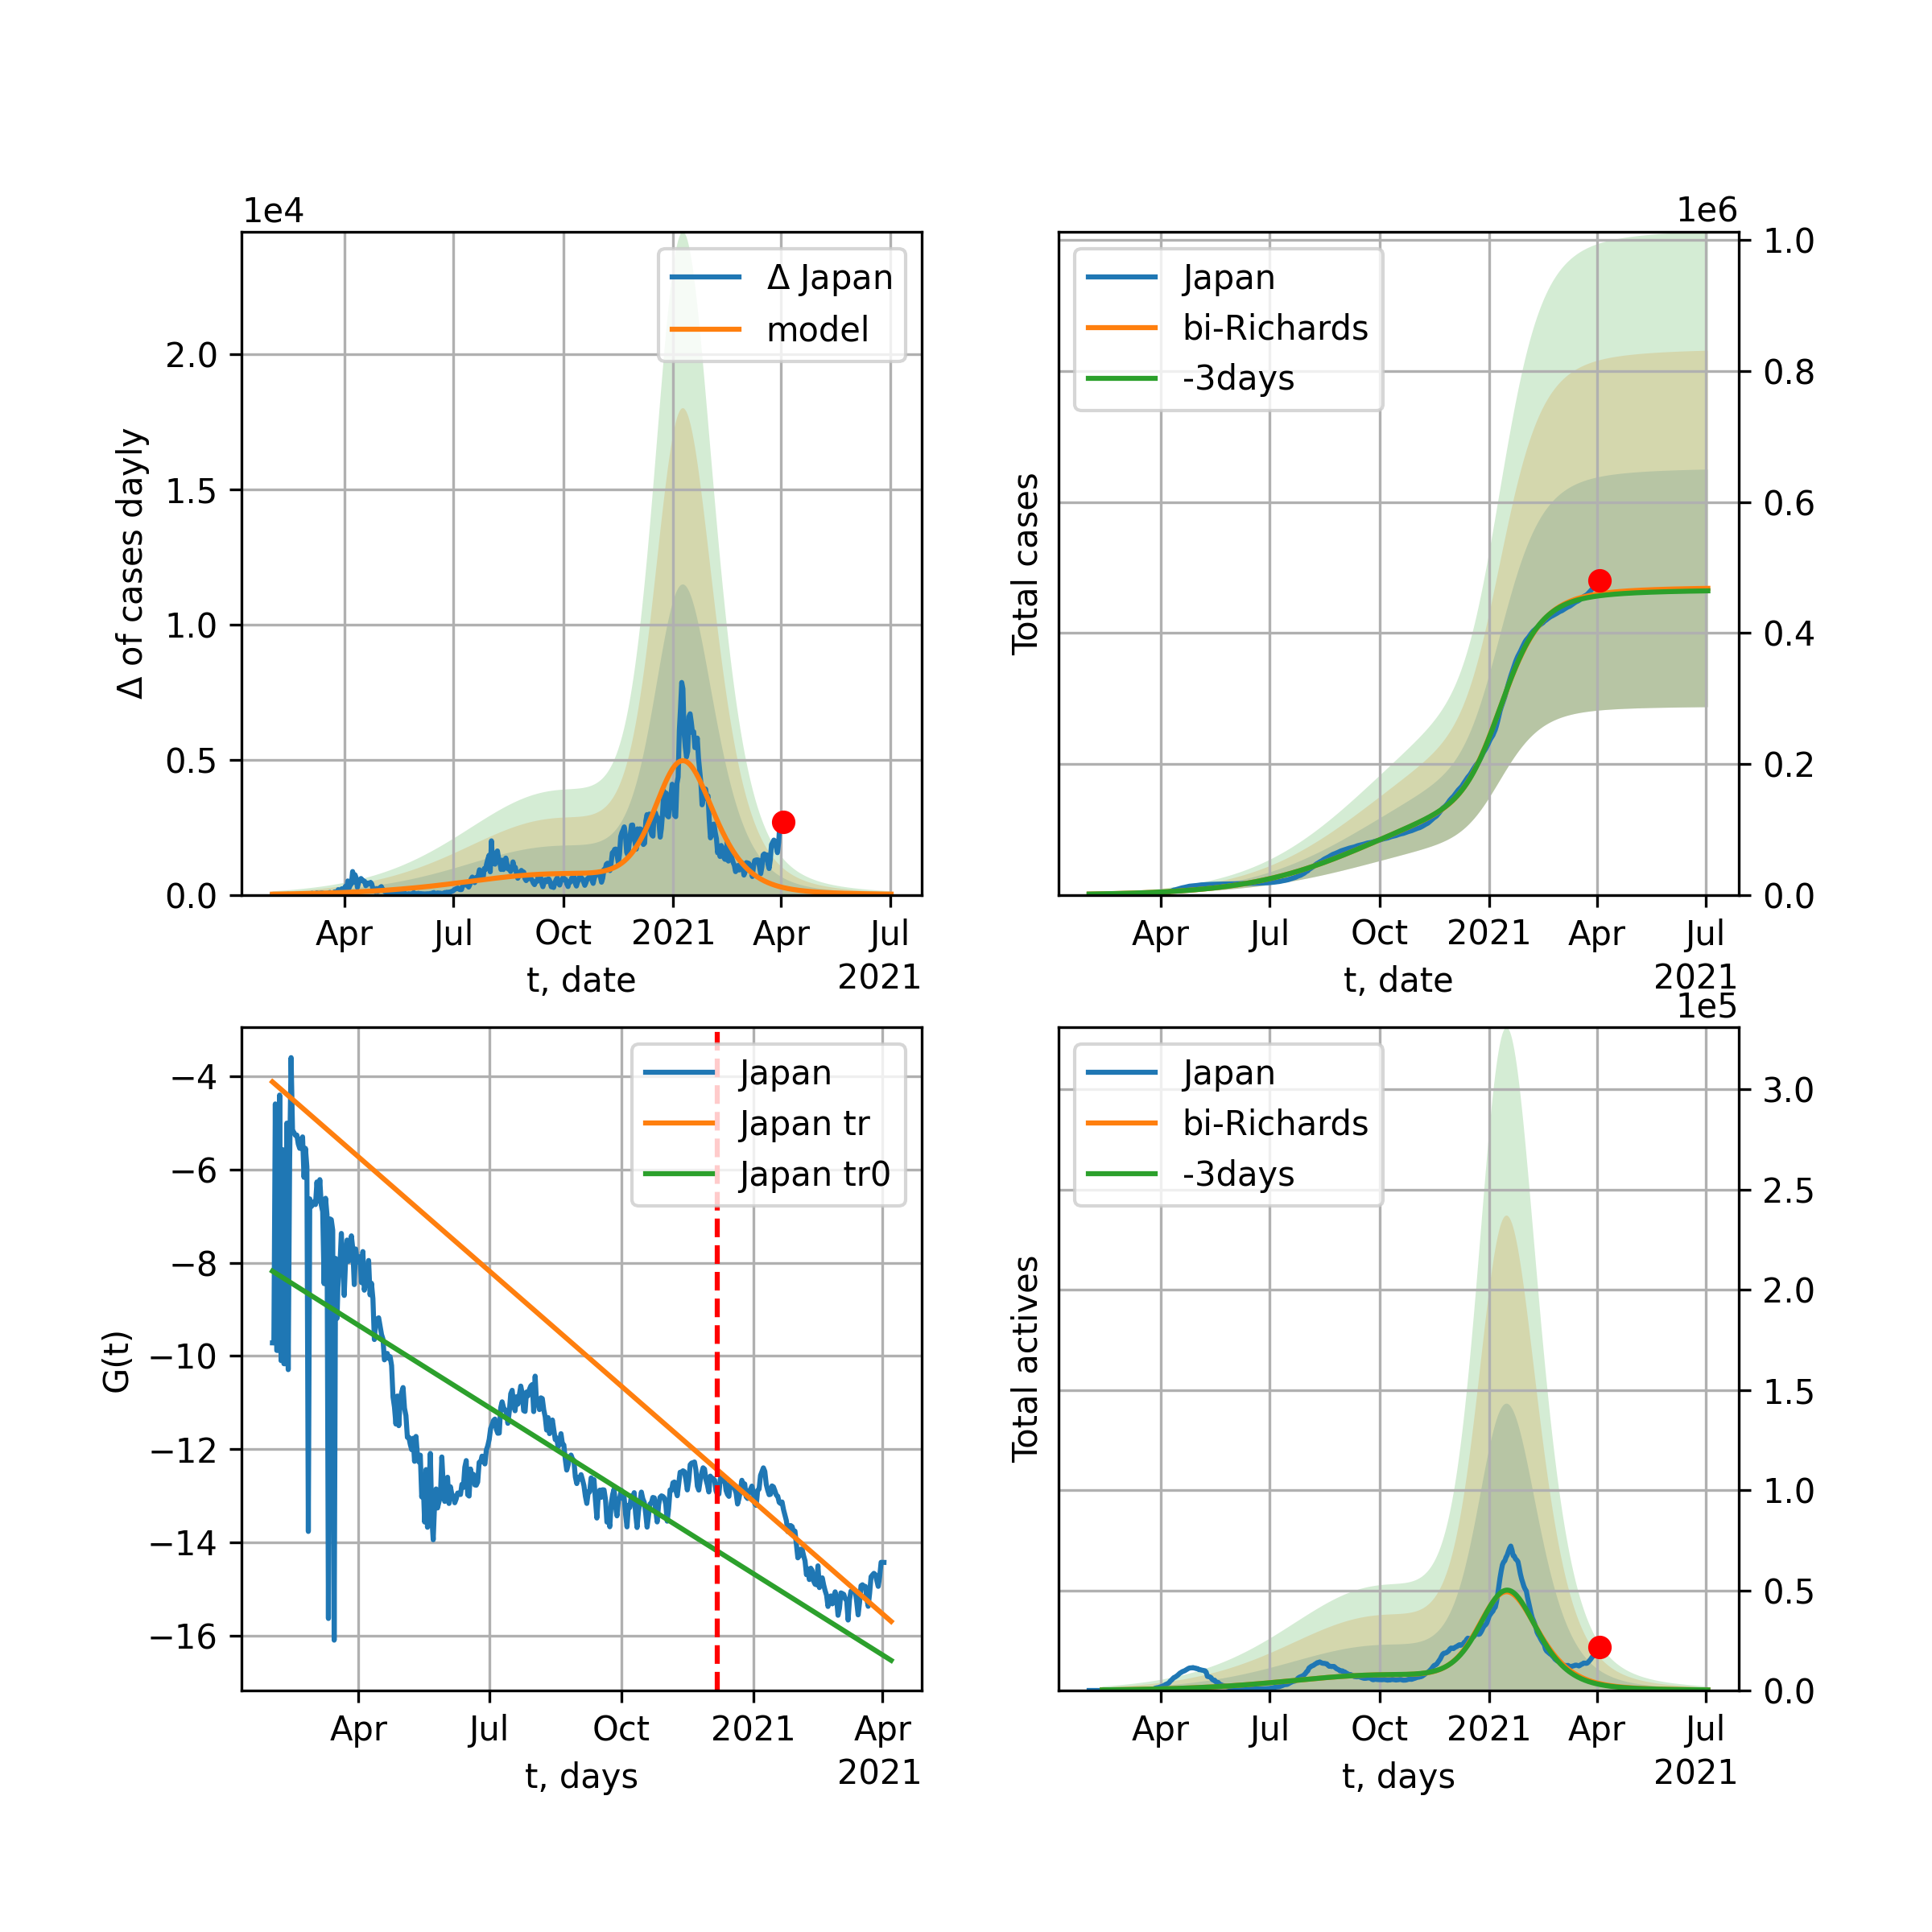 1e4
Δ Japan
model
2.0
1.5
1.0
0.5
0.0
Δ of cases dayly
Apr Jul Oct 2021 Apr Jul
2021
t, date
1e6
Japan
bi-Richards
-3days
1.0
0.8
0.6
0.4
0.2
0.0
Total cases
Apr Jul Oct 2021 Apr Jul
2021
t, date
Japan
Japan tr
Japan tr0
−4
−6
−8
−10
−12
−14
−16
G(t)
Apr Jul Oct 2021 Apr
2021
t, days
1e5
Japan
bi-Richards
-3days
3.0
2.5
2.0
1.5
1.0
0.5
0.0
Total actives
Apr Jul Oct 2021 Apr Jul
2021
t, days